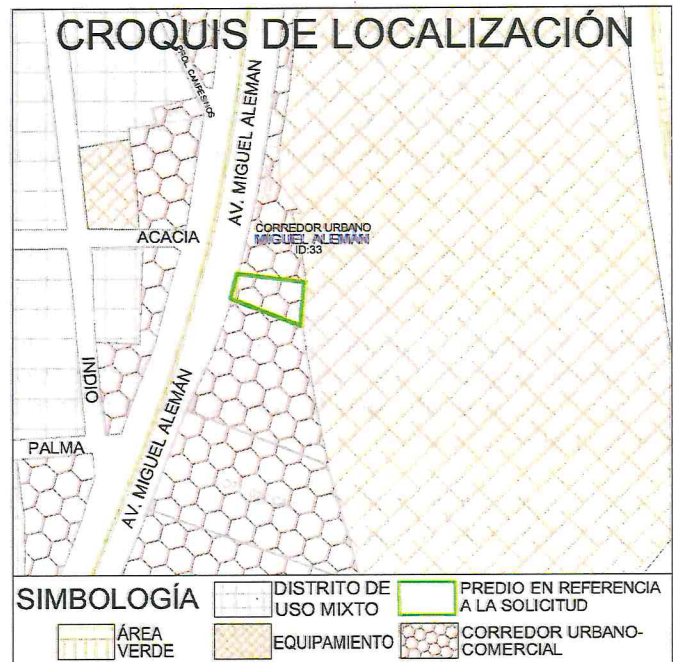 CROQUIS DE LOCALIZACIÓN
PROL. CAMPESINOS
AV. MIGUEL ALEMAN
ACACIA
CORREDOR URBANO
MIGUEL ALEMAN
ID:33
INDIO
AV. MIGUEL ALEMÁN
PALMA
SIMBOLOGÍA
DISTRITO DE
USO MIXTO
PREDIO EN REFERENCIA
A LA SOLICITUD
ÁREA
VERDE
EQUIPAMIENTO
CORREDOR URBANO-
COMERCIAL